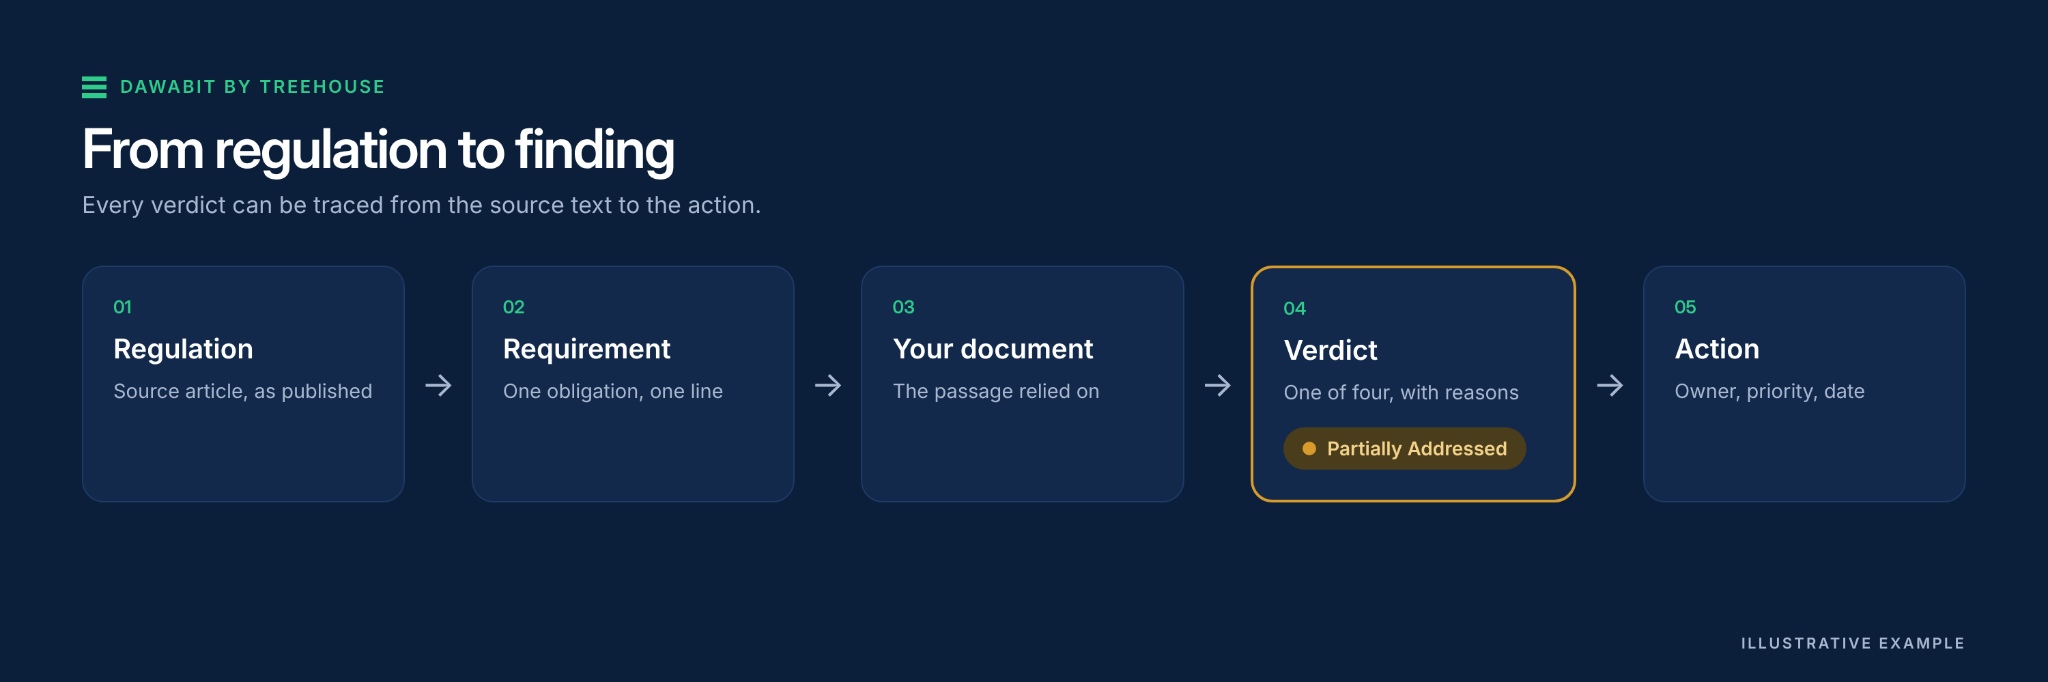 DAWABIT BY TREEHOUSE
From regulation to finding
Every verdict can be traced from the source text to the action.
01
Regulation
Source article, as published
02
Requirement
One obligation, one line
03
Your document
The passage relied on
04
Verdict
One of four, with reasons
Partially Addressed
05
Action
Owner, priority, date
ILLUSTRATIVE EXAMPLE